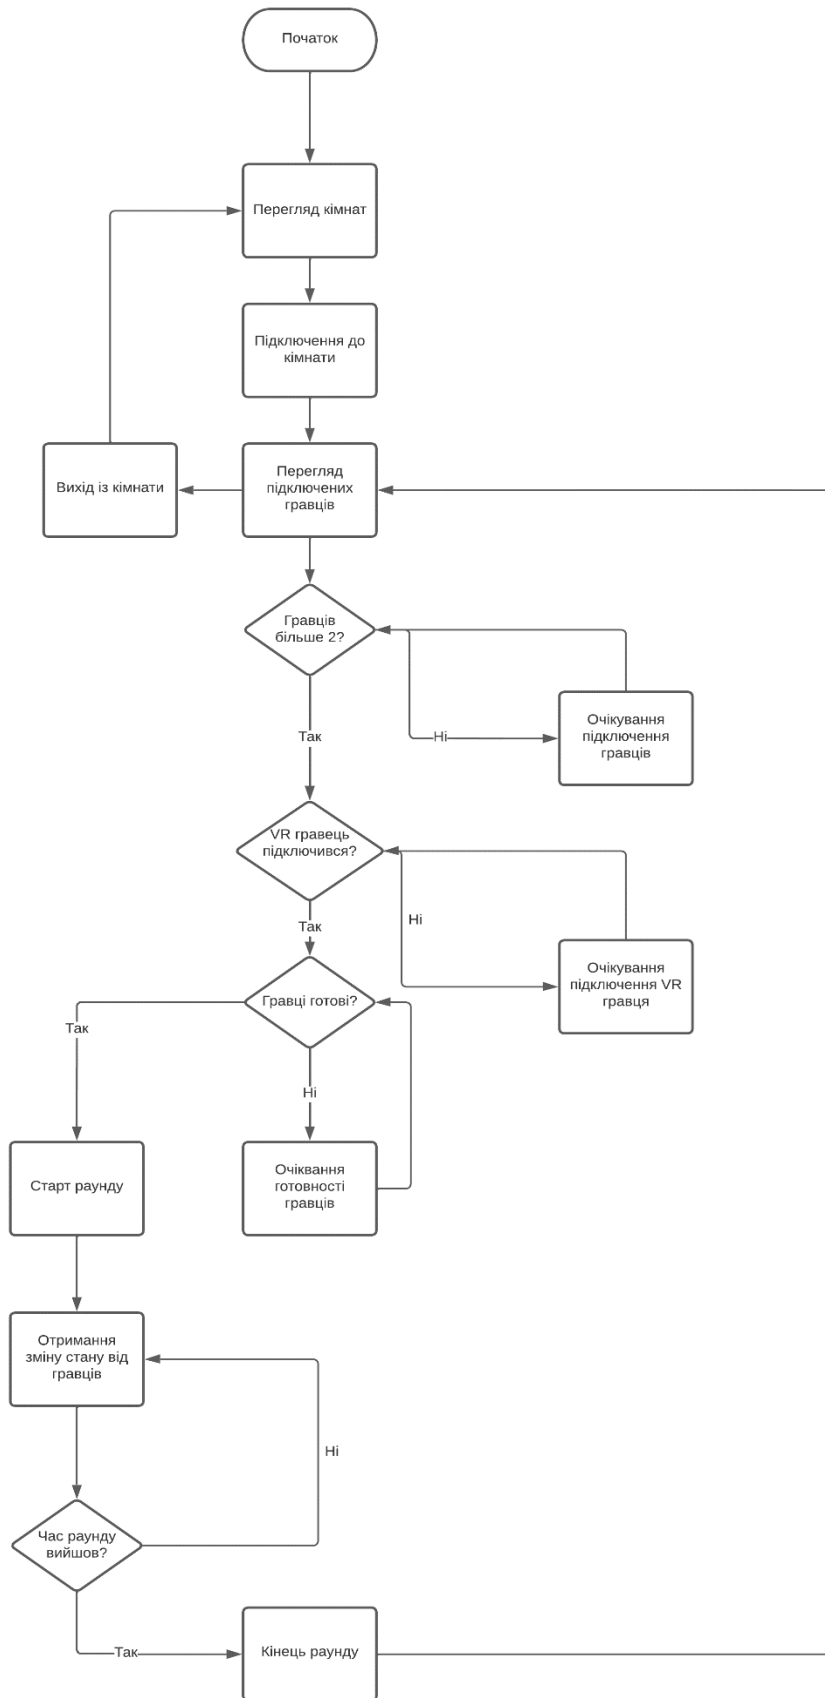 Початок
Перегляд кімнат
Підключення до
кімнати
Вихід із кімнати
Перегляд
підключених
гравців
Гравців
більше 2?
Очікування
підключення
гравців
Ні
Так
VR гравець
підключився?
Ні
Так
Очікування
підключення VR
гравця
Гравці готові?
Так
Ні
Старт раунду
Очіквання
готовності
гравців
Отримання
зміну стану від
гравців
Ні
Час раунду
вийшов?
Так
Кінець раунду